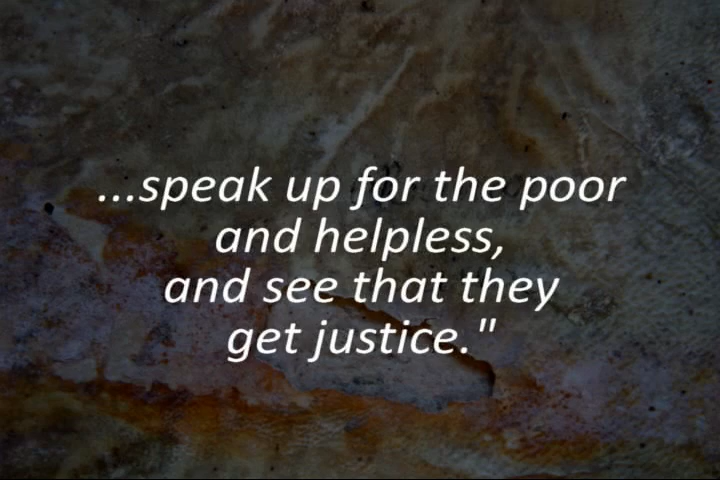 ...speak up for the poor
and helpless,
and see that they
get justice."